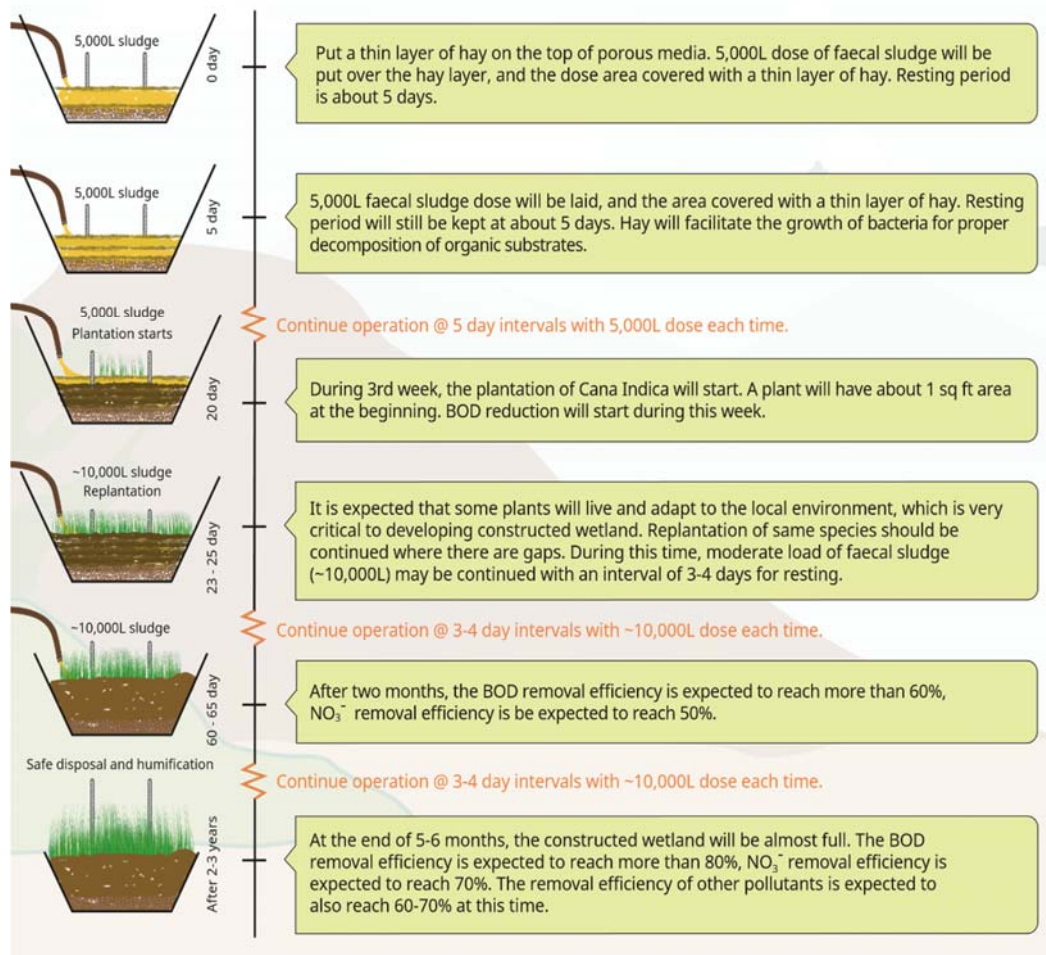 5,000L sludge
0 day
Put a thin layer of hay on the top of porous media. 5,000L dose of faecal sludge will be
put over the hay layer, and the dose area covered with a thin layer of hay. Resting period
is about 5 days.
5,000L sludge
5 day
5,000L faecal sludge dose will be laid, and the area covered with a thin layer of hay. Resting
period will still be kept at about 5 days. Hay will facilitate the growth of bacteria for proper
decomposition of organic substrates.
Continue operation @ 5 day intervals with 5,000L dose each time.
5,000L sludge
Plantation starts
20 day
During 3rd week, the plantation of Cana Indica will start. A plant will have about 1 sq ft area
at the beginning. BOD reduction will start during this week.
~10,000L sludge
Replantation
23 - 25 day
It is expected that some plants will live and adapt to the local environment, which is very
critical to developing constructed wetland. Replantation of same species should be
continued where there are gaps. During this time, moderate load of faecal sludge
(~10,000L) may be continued with an interval of 3-4 days for resting.
Continue operation @ 3-4 day intervals with ~10,000L dose each time.
~10,000L sludge
60 - 65 day
After two months, the BOD removal efficiency is expected to reach more than 60%,
NO₃⁻ removal efficiency is be expected to reach 50%.
Continue operation @ 3-4 day intervals with ~10,000L dose each time.
Safe disposal and humification
After 2-3 years
At the end of 5-6 months, the constructed wetland will be almost full. The BOD
removal efficiency is expected to reach more than 80%, NO₃⁻ removal efficiency is
expected to reach 70%. The removal efficiency of other pollutants is expected to
also reach 60-70% at this time.